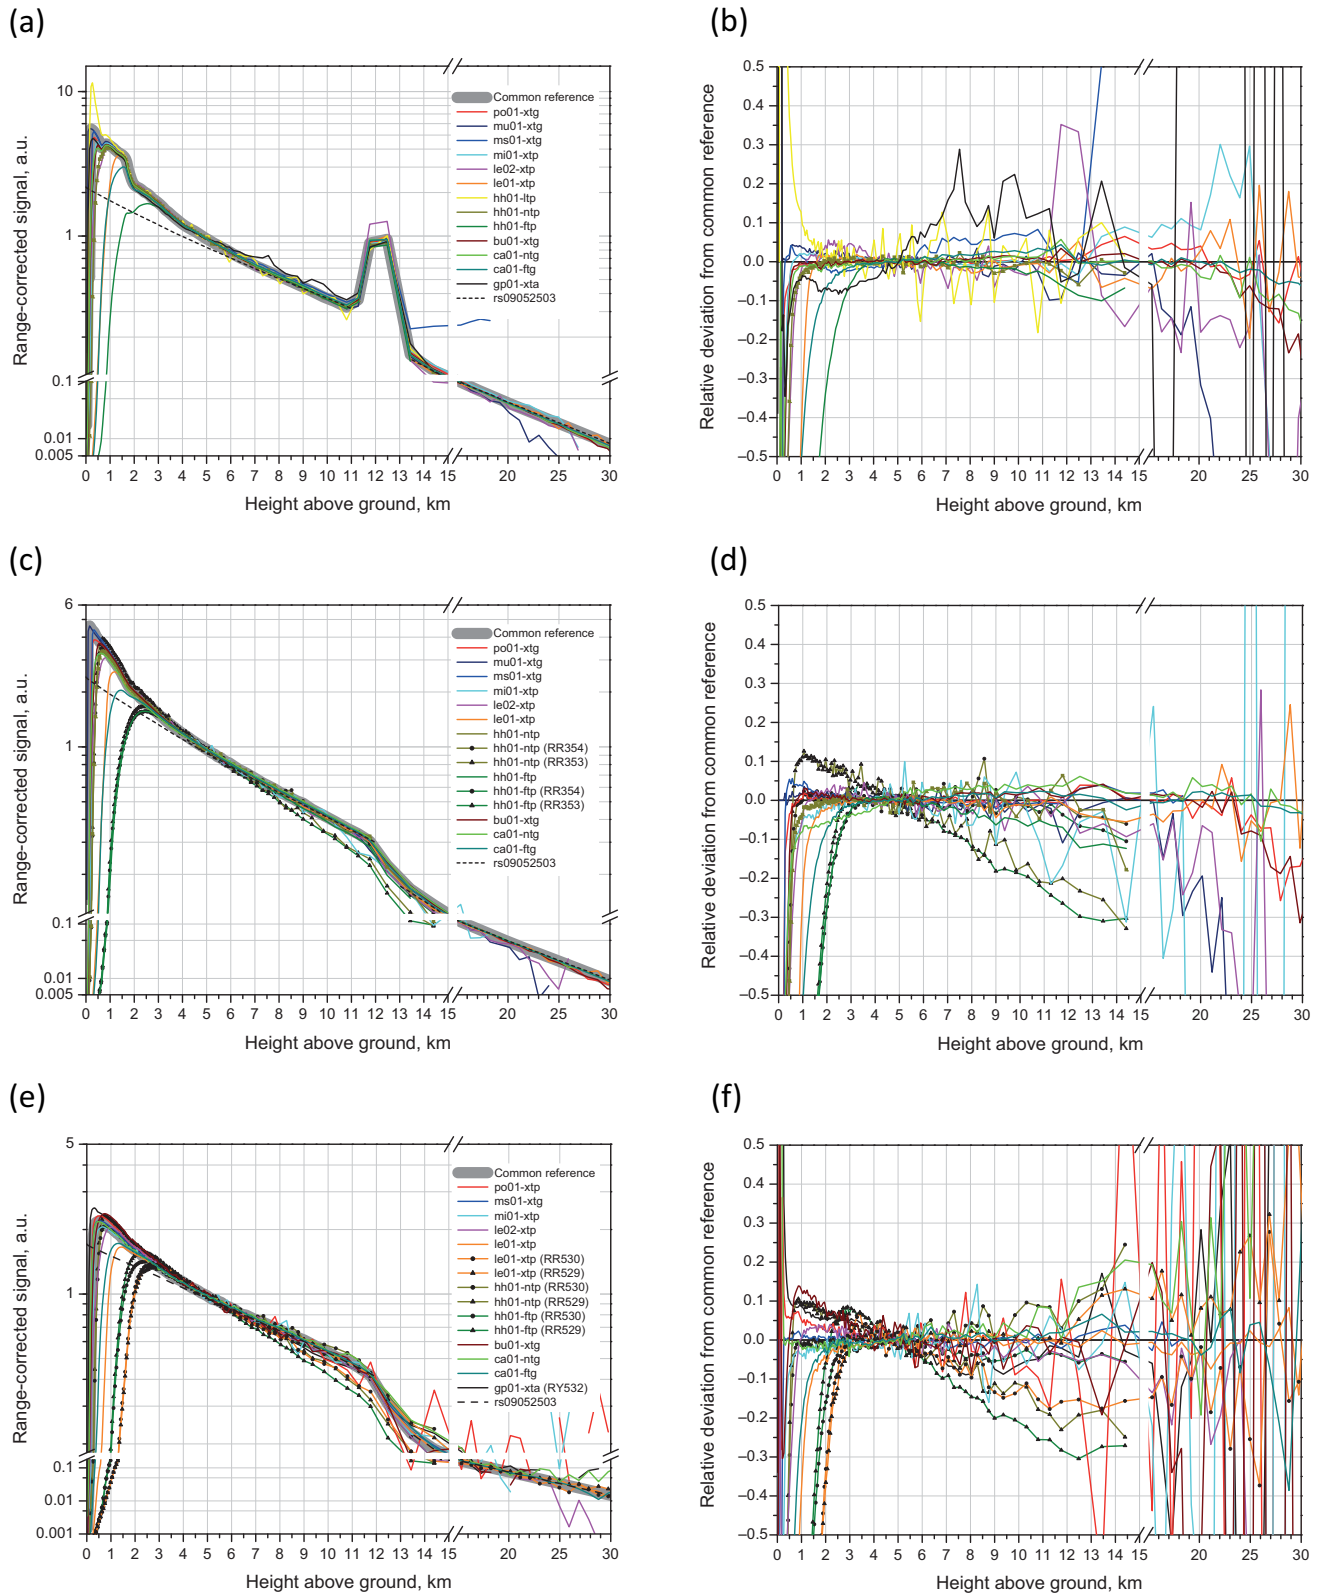 (a)
Range-corrected signal, a.u.
10
1
0.1
0.01
0.005
0 1 2 3 4 5 6 7 8 9 10 11 12 13 14 15 20 25 30
Height above ground, km
Common reference
po01-xtg
mu01-xtg
ms01-xtg
mi01-xtp
le02-xtp
le01-xtp
hh01-ltp
hh01-ntp
hh01-ftp
bu01-xtg
ca01-ntg
ca01-ftg
gp01-xta
rs09052503
(b)
Relative deviation from common reference
0.5
0.4
0.3
0.2
0.1
0.0
−0.1
−0.2
−0.3
−0.4
−0.5
0 1 2 3 4 5 6 7 8 9 10 11 12 13 14 15 20 25 30
Height above ground, km
(c)
Range-corrected signal, a.u.
6
1
0.1
0.01
0.005
0 1 2 3 4 5 6 7 8 9 10 11 12 13 14 15 20 25 30
Height above ground, km
Common reference
po01-xtg
mu01-xtg
ms01-xtg
mi01-xtp
le02-xtp
le01-xtp
hh01-ntp
hh01-ntp (RR354)
hh01-ntp (RR353)
hh01-ftp
hh01-ftp (RR354)
hh01-ftp (RR353)
bu01-xtg
ca01-ntg
ca01-ftg
rs09052503
(d)
Relative deviation from common reference
0.5
0.4
0.3
0.2
0.1
0.0
−0.1
−0.2
−0.3
−0.4
−0.5
0 1 2 3 4 5 6 7 8 9 10 11 12 13 14 15 20 25 30
Height above ground, km
(e)
Range-corrected signal, a.u.
5
1
0.1
0.01
0.001
0 1 2 3 4 5 6 7 8 9 10 11 12 13 14 15 20 25 30
Height above ground, km
Common reference
po01-xtp
ms01-xtg
mi01-xtp
le02-xtp
le01-xtp
le01-xtp (RR530)
le01-xtp (RR529)
hh01-ntp (RR530)
hh01-ntp (RR529)
hh01-ftp (RR530)
hh01-ftp (RR529)
bu01-xtg
ca01-ntg
ca01-ftg
gp01-xta (RY532)
rs09052503
(f)
Relative deviation from common reference
0.5
0.4
0.3
0.2
0.1
0.0
−0.1
−0.2
−0.3
−0.4
−0.5
0 1 2 3 4 5 6 7 8 9 10 11 12 13 14 15 20 25 30
Height above ground, km